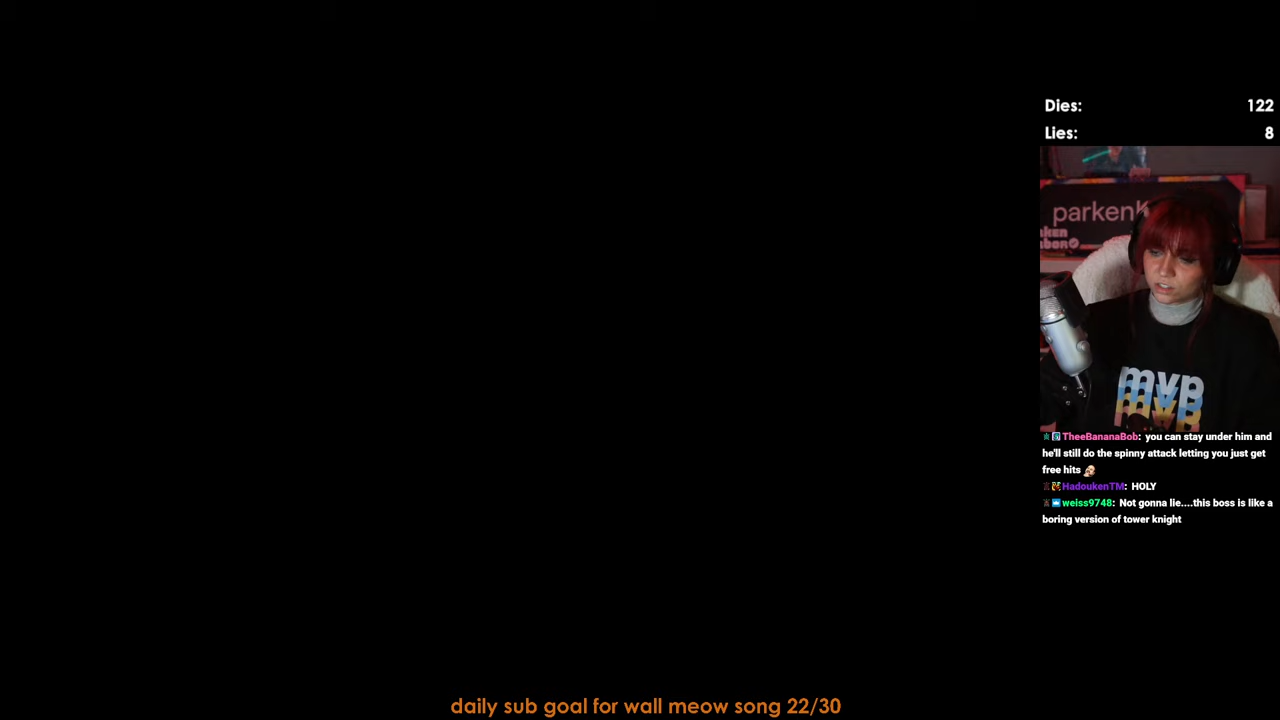 Dies: 122
Lies: 8
parkenh
mvp
TheeBananaBob: you can stay under him and
he'll still do the spinny attack letting you just get
free hits
HadoukenTM: HOLY
weiss9748: Not gonna lie....this boss is like a
boring version of tower knight
daily sub goal for wall meow song 22/30